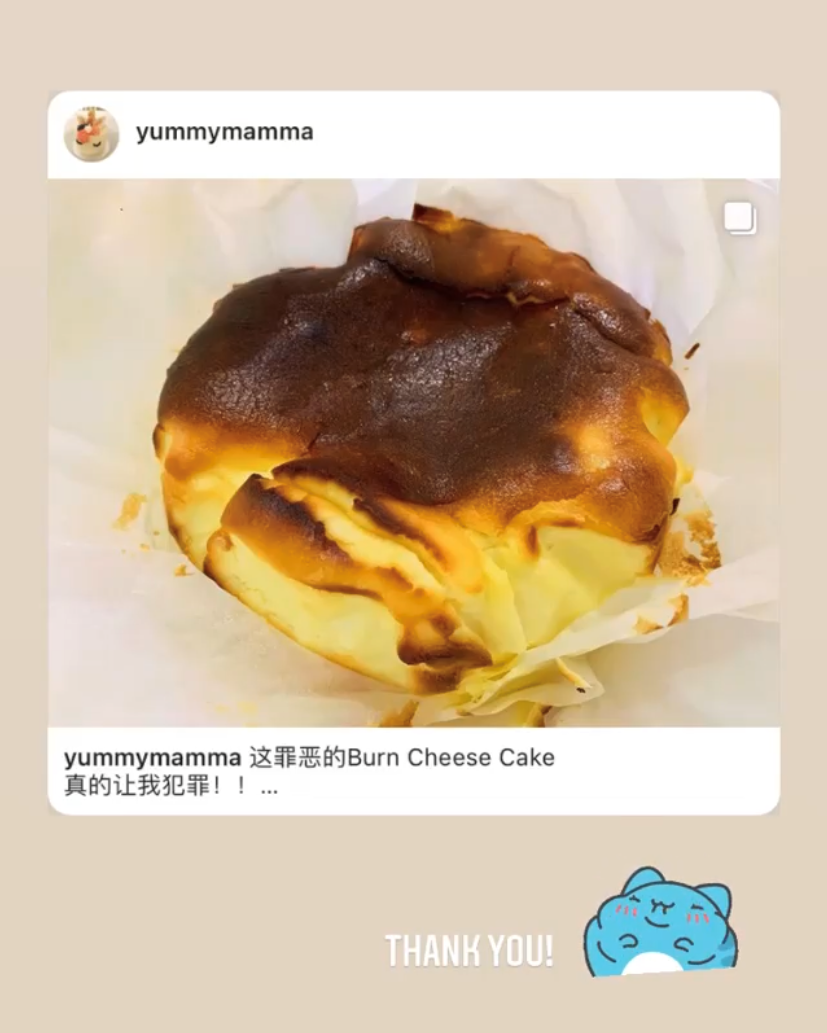 yummymamma
yummymamma 这罪恶的Burn Cheese Cake
真的让我犯罪！！...
THANK YOU!